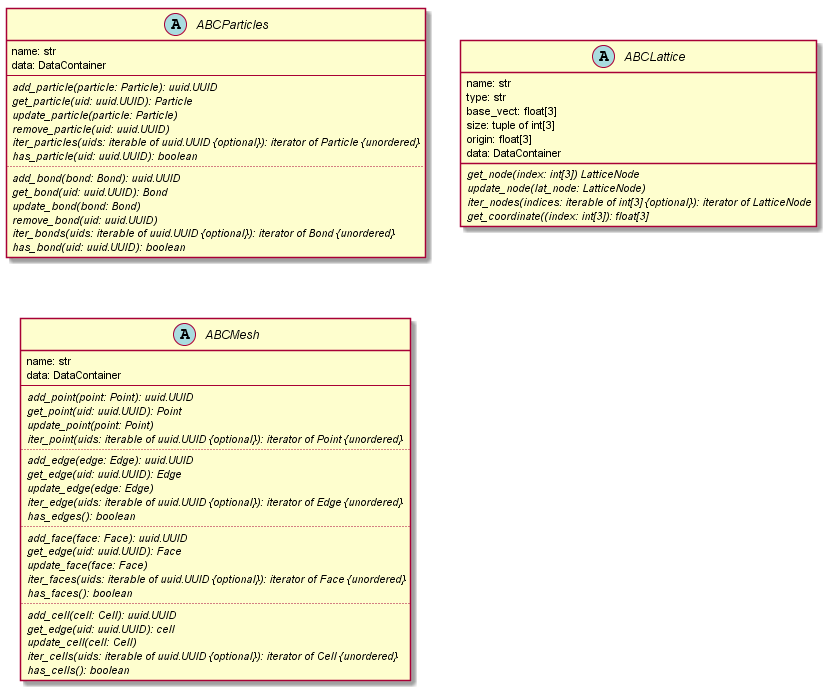 A ABCParticles
name: str
data: DataContainer
add_particle(particle: Particle): uuid.UUID
get_particle(uid: uuid.UUID): Particle
update_particle(particle: Particle)
remove_particle(uid: uuid.UUID)
iter_particles(uids: iterable of uuid.UUID {optional}): iterator of Particle {unordered}
has_particle(uid: uuid.UUID): boolean
add_bond(bond: Bond): uuid.UUID
get_bond(uid: uuid.UUID): Bond
update_bond(bond: Bond)
remove_bond(uid: uuid.UUID)
iter_bonds(uids: iterable of uuid.UUID {optional}): iterator of Bond {unordered}
has_bond(uid: uuid.UUID): boolean
A ABCLattice
name: str
type: str
base_vect: float[3]
size: tuple of int[3]
origin: float[3]
data: DataContainer
get_node(index: int[3]) LatticeNode
update_node(lat_node: LatticeNode)
iter_nodes(indices: iterable of int[3] {optional}): iterator of LatticeNode
get_coordinate((index: int[3]): float[3]
A ABCMesh
name: str
data: DataContainer
add_point(point: Point): uuid.UUID
get_point(uid: uuid.UUID): Point
update_point(point: Point)
iter_point(uids: iterable of uuid.UUID {optional}): iterator of Point {unordered}
add_edge(edge: Edge): uuid.UUID
get_edge(uid: uuid.UUID): Edge
update_edge(edge: Edge)
iter_edge(uids: iterable of uuid.UUID {optional}): iterator of Edge {unordered}
has_edges(): boolean
add_face(face: Face): uuid.UUID
get_edge(uid: uuid.UUID): Face
update_face(face: Face)
iter_faces(uids: iterable of uuid.UUID {optional}): iterator of Face {unordered}
has_faces(): boolean
add_cell(cell: Cell): uuid.UUID
get_edge(uid: uuid.UUID): cell
update_cell(cell: Cell)
iter_cells(uids: iterable of uuid.UUID {optional}): iterator of Cell {unordered}
has_cells(): boolean